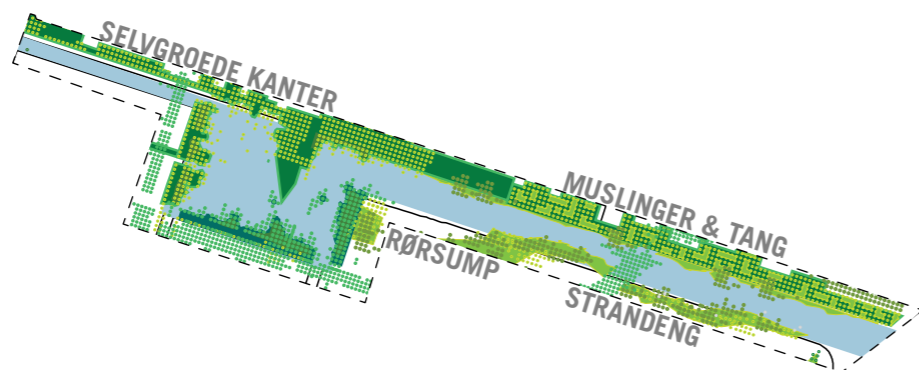 SELVGROEDE KANTER
MUSLINGER & TANG
RØRSUMP
STRANDENG